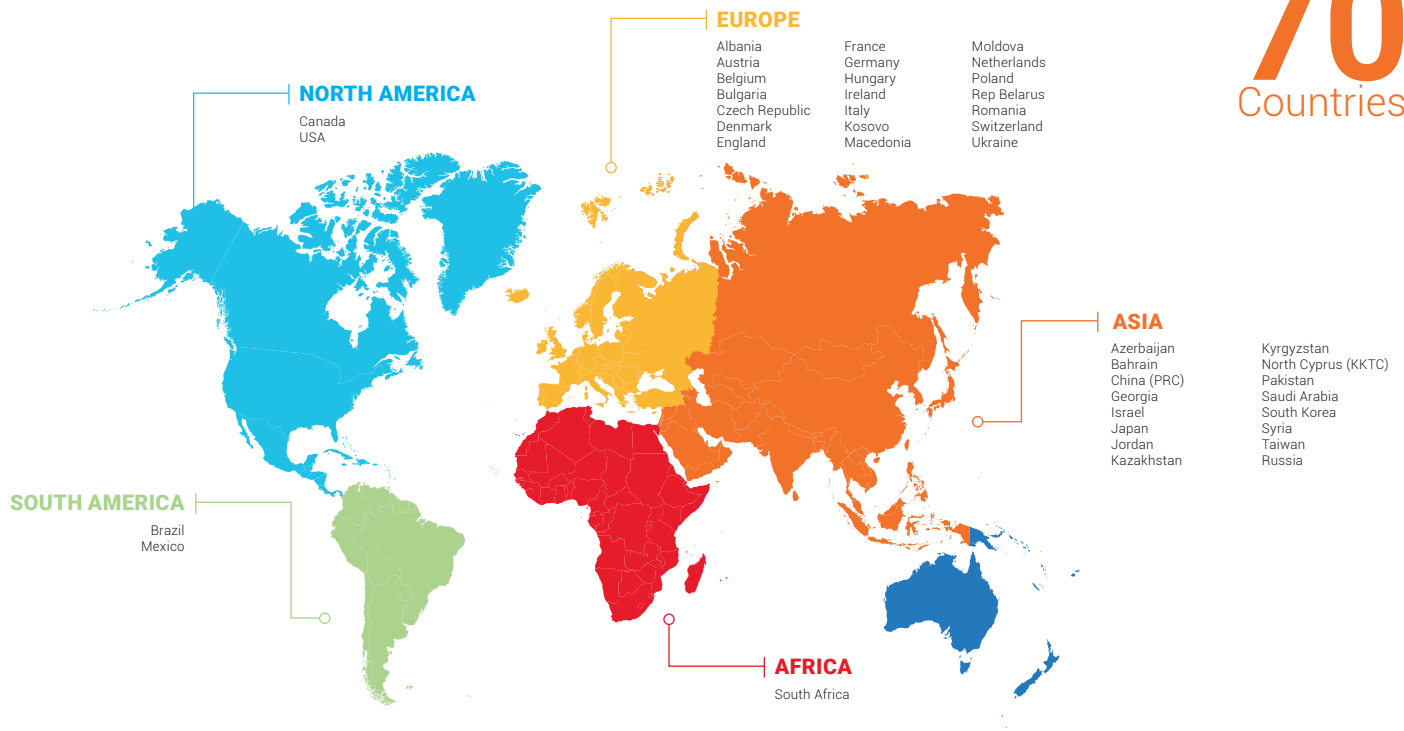 70
Countries
EUROPE
Albania
Austria
Belgium
Bulgaria
Czech Republic
Denmark
England
France
Germany
Hungary
Ireland
Italy
Kosovo
Macedonia
Moldova
Netherlands
Poland
Rep Belarus
Romania
Switzerland
Ukraine
NORTH AMERICA
Canada
USA
ASIA
Azerbaijan
Bahrain
China (PRC)
Georgia
Israel
Japan
Jordan
Kazakhstan
Kyrgyzstan
North Cyprus (KKTC)
Pakistan
Saudi Arabia
South Korea
Syria
Taiwan
Russia
SOUTH AMERICA
Brazil
Mexico
AFRICA
South Africa